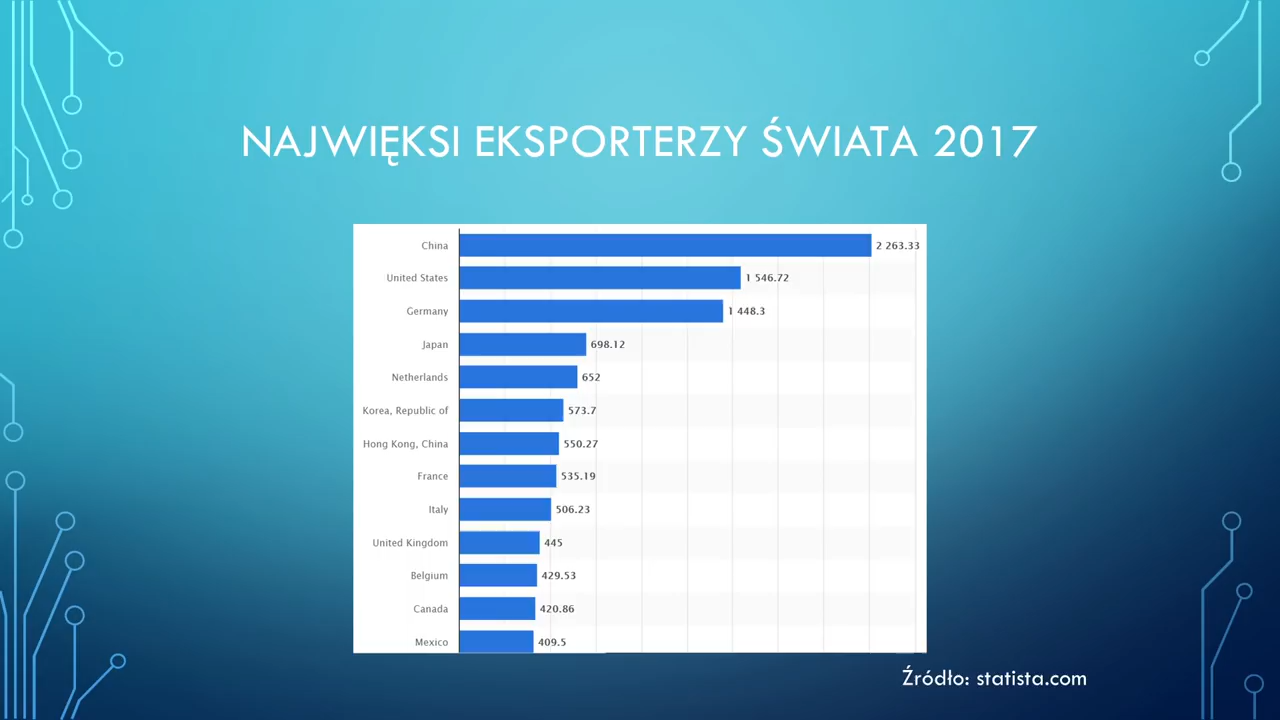 NAJWIĘKSI EKSPORTERZY ŚWIATA 2017
China 2 263.33
United States 1 546.72
Germany 1 448.3
Japan 698.12
Netherlands 652
Korea, Republic of 573.7
Hong Kong, China 550.27
France 535.19
Italy 506.23
United Kingdom 445
Belgium 429.53
Canada 420.86
Mexico 409.5
Źródło: statista.com